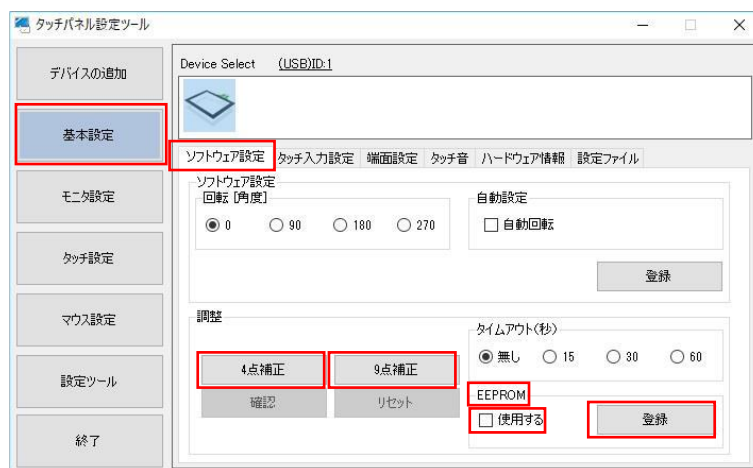 タッチパネル設定ツール
デバイスの追加
基本設定
モニタ設定
タッチ設定
マウス設定
設定ツール
終了
Device Select (USB)ID:1
ソフトウェア設定 タッチ入力設定 端面設定 タッチ音 ハードウェア情報 設定ファイル
ソフトウェア設定
回転 [角度]
0 90 180 270
自動設定
自動回転
登録
調整
4点補正 9点補正
確認 リセット
タイムアウト(秒)
無し 15 30 60
EEPROM
使用する
登録